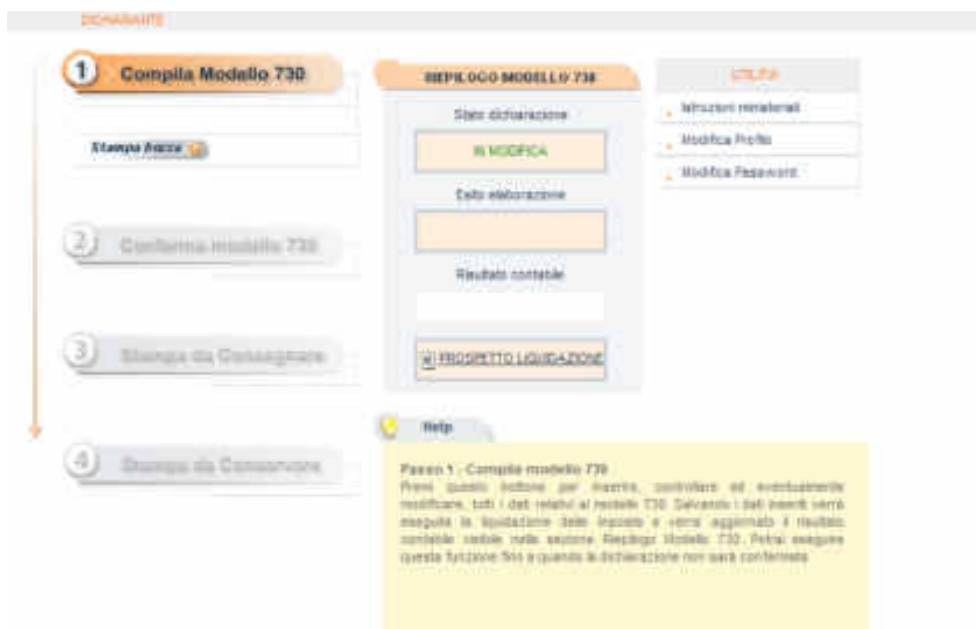 DICHIARANTE
1 Compila Modello 730
Stampa bozza
2 Conferma modello 730
3 Stampa da Consegnare
4 Stampa da Conservare
RIEPILOGO MODELLO 730
Stato dichiarazione
IN MODIFICA
Esito elaborazione
Risultato contabile
PROSPETTO LIQUIDAZIONE
UTILITA'
Istruzioni ministeriali
Modifica Profilo
Modifica Password
Help
Passo 1 - Compila modello 730
Premi questo bottone per inserire, controllare ed eventualmente
modificare, tutti i dati relativi al modello 730. Salvando i dati inseriti verrà
eseguita la liquidazione delle imposte e verrà aggiornato il risultato
contabile visibile nella sezione Riepilogo Modello 730. Potrai eseguire
questa funzione fino a quando la dichiarazione non sarà confermata